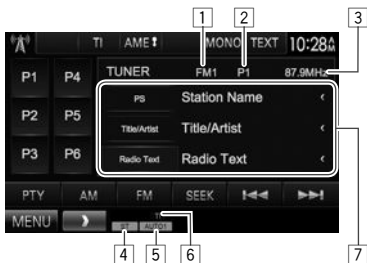 1 2 3
TI AME MONO TEXT 10:28
P1 P4 TUNER FM1 P1 87.9MHz
PS Station Name
P2 P5 Title/Artist Title/Artist
P3 P6 Radio Text Radio Text
PTY AM FM SEEK
MENU
ST AUTO1
4 5 6 7